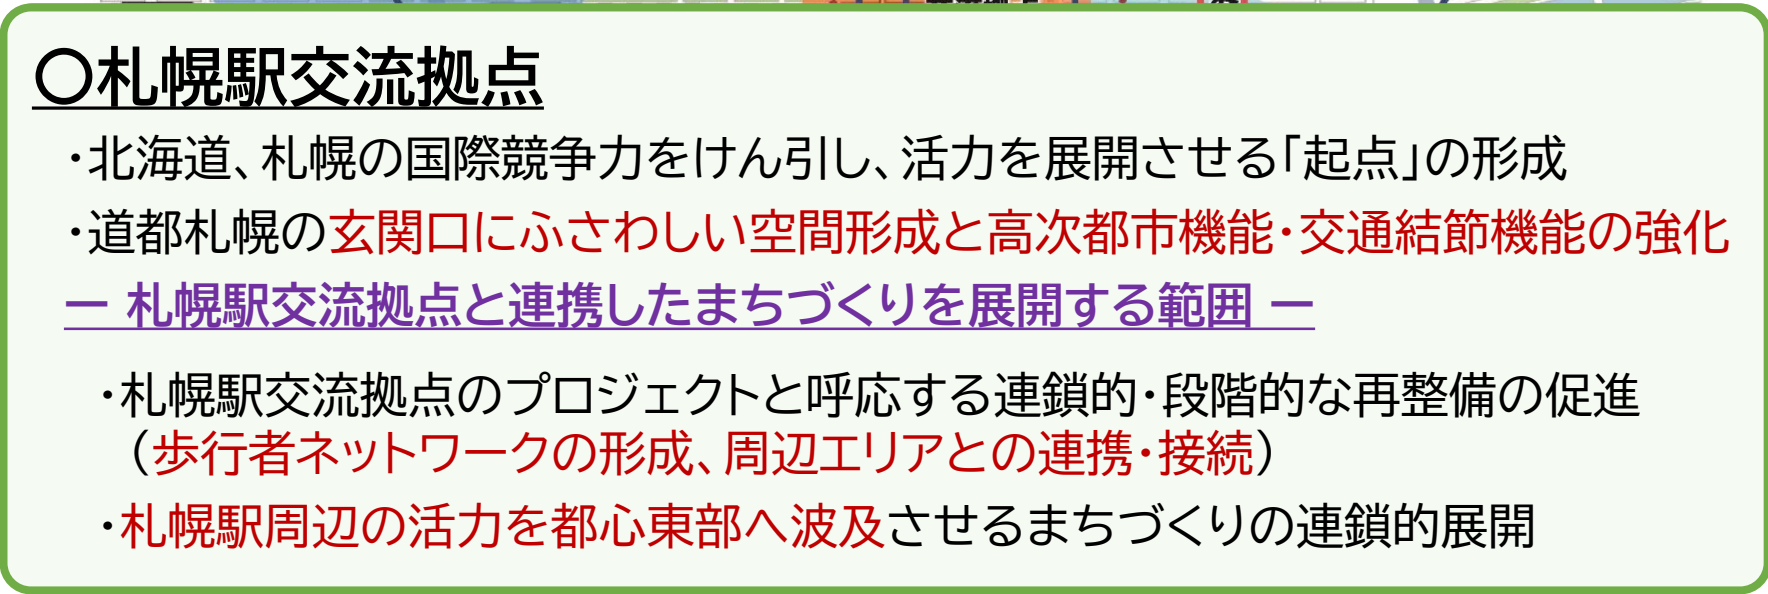 〇札幌駅交流拠点
・北海道、札幌の国際競争力をけん引し、活力を展開させる「起点」の形成
・道都札幌の玄関口にふさわしい空間形成と高次都市機能・交通結節機能の強化
ー 札幌駅交流拠点と連携したまちづくりを展開する範囲 ー
・札幌駅交流拠点のプロジェクトと呼応する連鎖的・段階的な再整備の促進
（歩行者ネットワークの形成、周辺エリアとの連携・接続）
・札幌駅周辺の活力を都心東部へ波及させるまちづくりの連鎖的展開